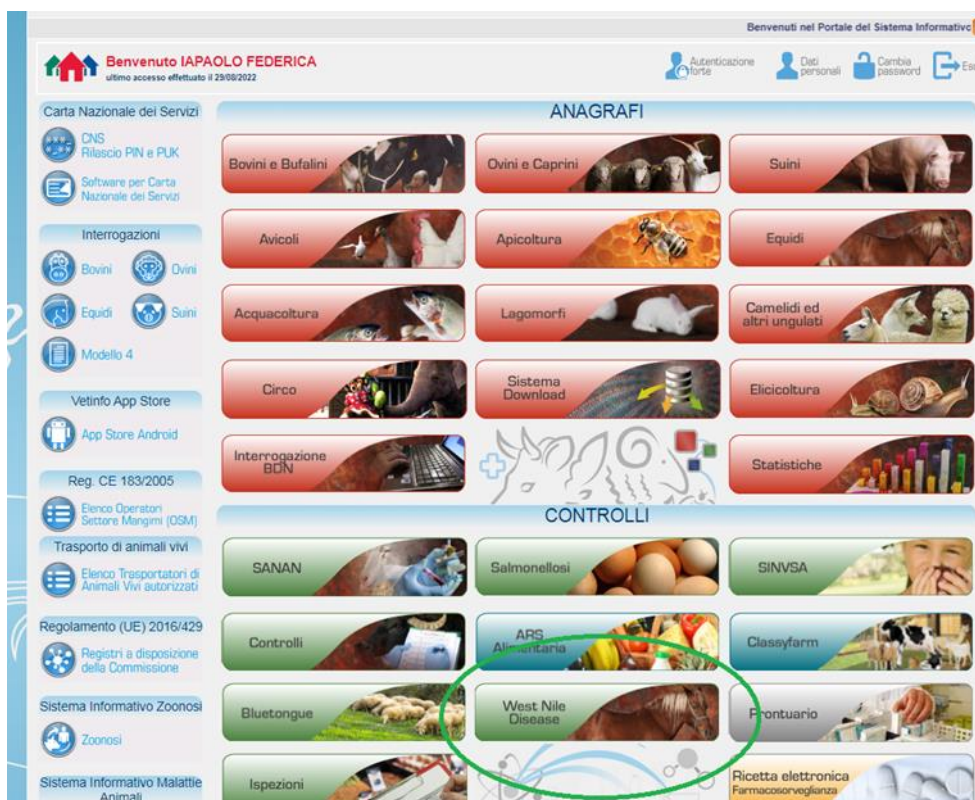 Benvenuti nel Portale del Sistema Informativo
Benvenuto IAPAOLO FEDERICA
ultimo accesso effettuato il 29/08/2022
Autenticazione
forte
Dati
personali
Cambia
password
Carta Nazionale dei Servizi
CNS
Rilascio PIN e PUK
Software per Carta
Nazionale dei Servizi
Interrogazioni
Bovini
Ovini
Equidi
Suini
Modello 4
Vetinfo App Store
App Store Android
Reg. CE 183/2005
Elenco Operatori
Settore Mangimi (OSM)
Trasporto di animali vivi
Elenco Trasportatori di
Animali Vivi autorizzati
Regolamento (UE) 2016/429
Registri a disposizione
della Commissione
Sistema Informativo Zoonosi
Zoonosi
Sistema Informativo Malattie
Animali
ANAGRAFI
Bovini e Bufalini
Ovini e Caprini
Suini
Avicoli
Apicoltura
Equidi
Acquacoltura
Lagomorfi
Camelidi ed
altri ungulati
Circo
Sistema
Download
Elicicoltura
Interrogazione
BDN
Statistiche
CONTROLLI
SANAN
Salmonellosi
SINVSA
Controlli
ARS
Alimentaria
Classyfarm
Bluetongue
West Nile
Disease
Prontuario
Ispezioni
Ricetta elettronica
Farmacosorveglianza